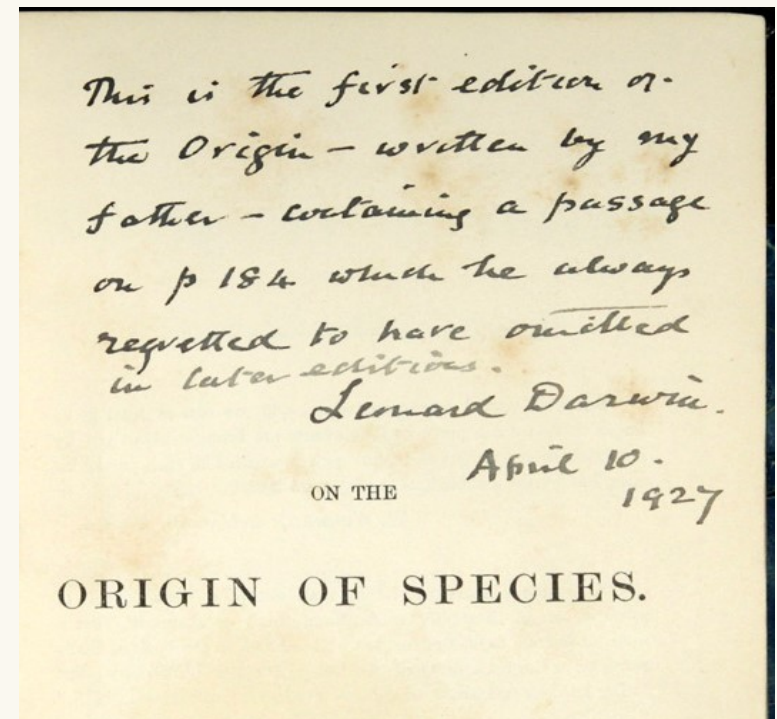 This is the first edition of
the Origin – written by my
father – containing a passage
on p 184 which he always
regretted to have omitted
in later editions.
Leonard Darwin.
April 10.
1927
ON THE
ORIGIN OF SPECIES.